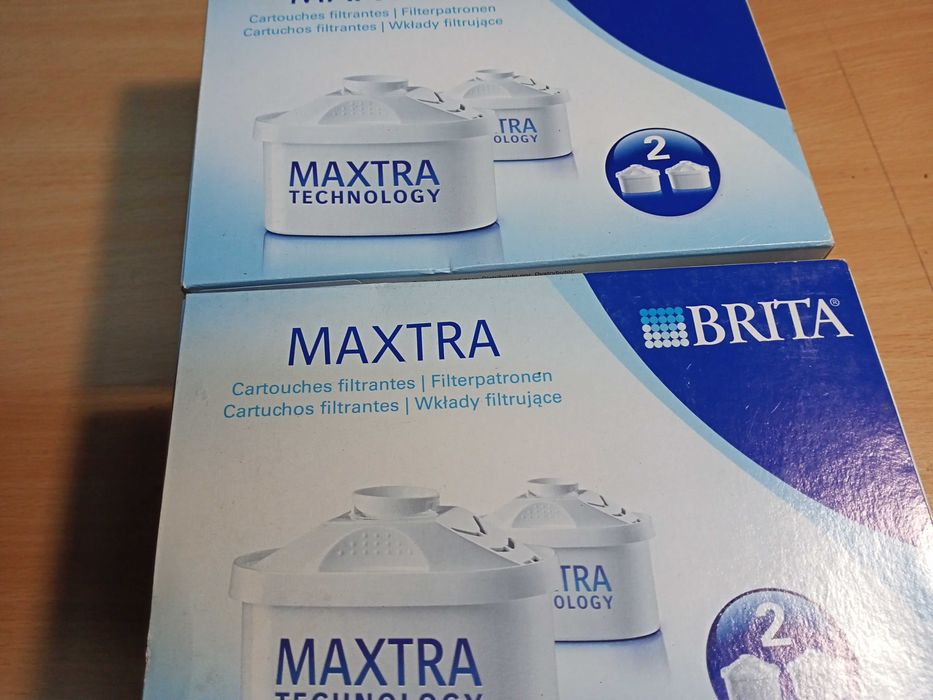 Cartouches filtrantes | Filterpatronen
Cartuchos filtrantes | Wkłady filtrujące
MAXTRA
TECHNOLOGY
TRA
OLOGY
2
BRITA®
MAXTRA
Cartouches filtrantes | Filterpatronen
Cartuchos filtrantes | Wkłady filtrujące
TRA
OLOGY
2
MAXTRA
TECHNOLOGY